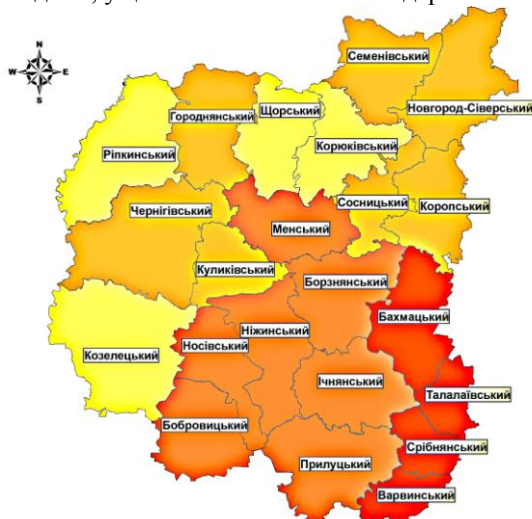 N
W E
S
Семенівський
Новгород-Сіверський
Щорський
Городнянський
Корюківський
Ріпкинський
Сосницький
Коропський
Чернігівський
Менський
Куликівський
Борзнянський
Бахмацький
Ніжинський
Носівський
Козелецький
Ічнянський
Талалаївський
Бобровицький
Срібнянський
Прилуцький
Варвинський